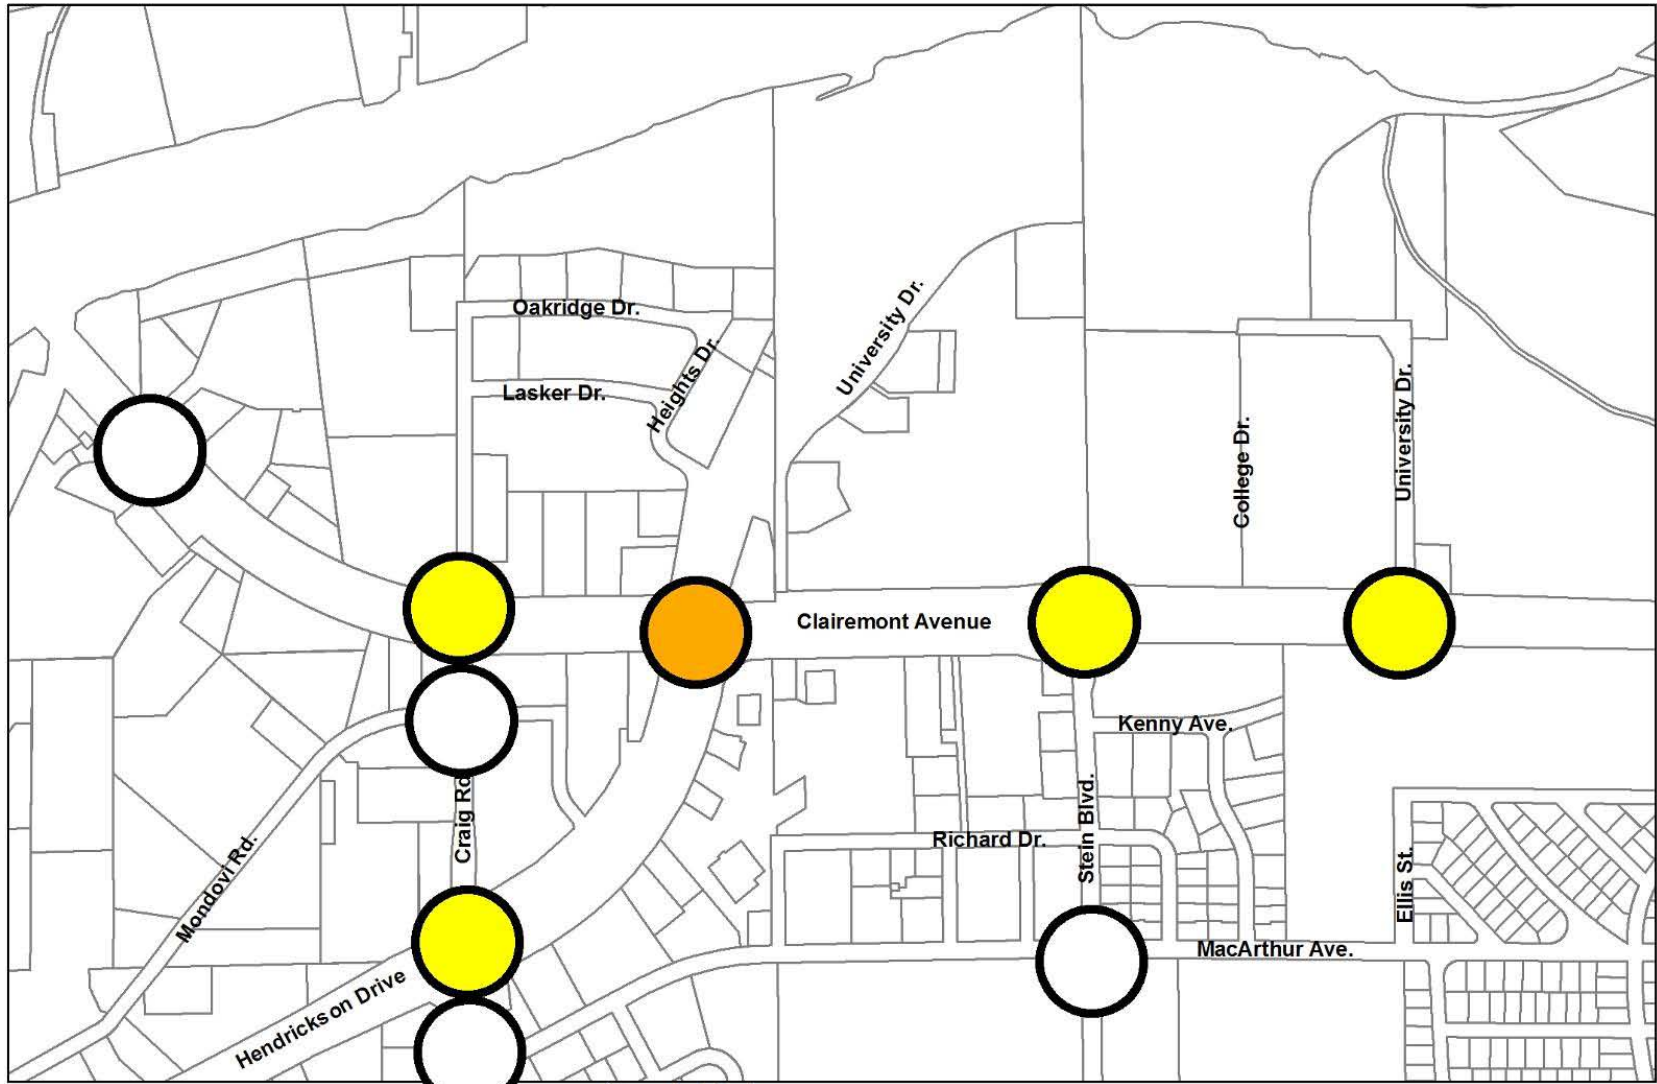 Oakridge Dr.
Heights Dr.
University Dr.
Lasker Dr.
University Dr.
College Dr.
Clairemont Avenue
Kenny Ave.
Craig Rd
Stein Blvd.
Richard Dr.
Mondovi Rd.
Ellis St.
MacArthur Ave.
Hendrickson Drive